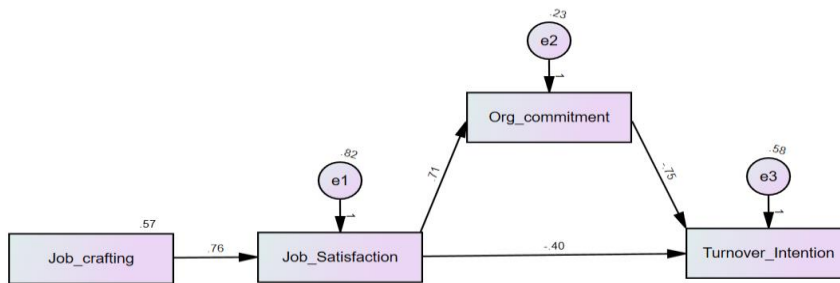 .23
e2
1
Org_commitment
.82
e1
1
.71
-.75
.58
e3
1
.57
Job_crafting
.76
Job_Satisfaction
-.40
Turnover_Intention